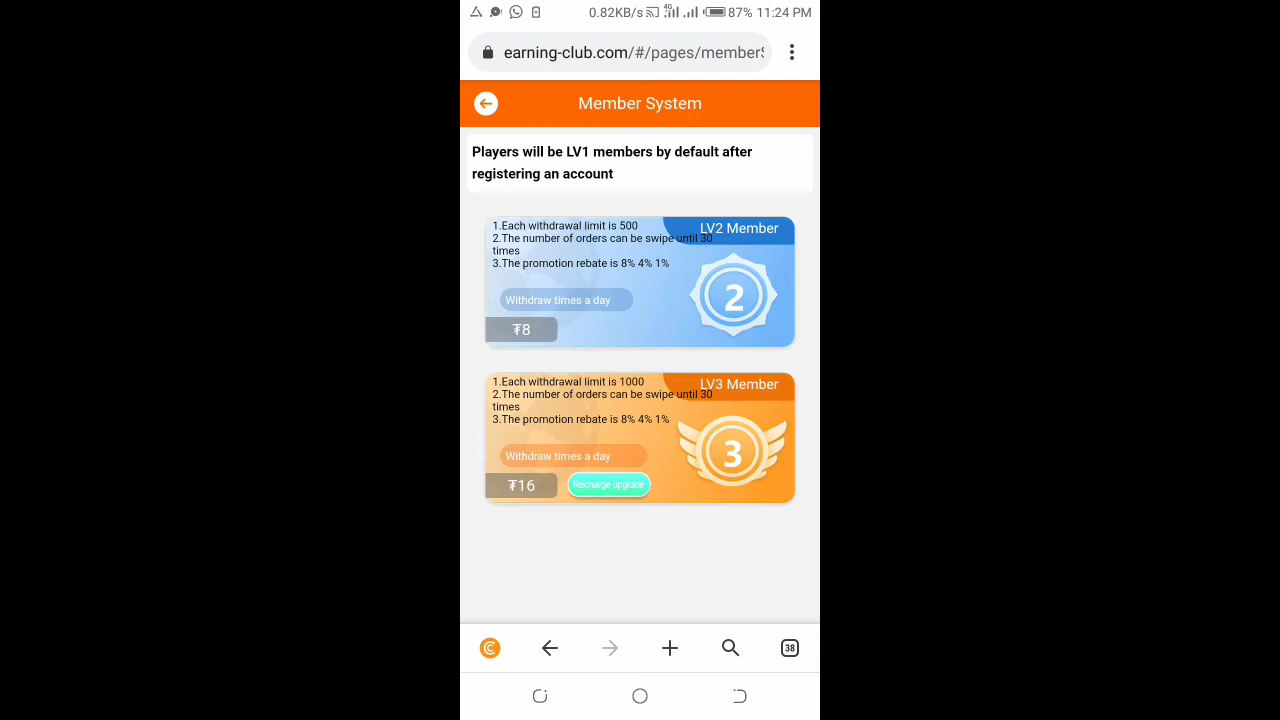 0.82KB/s 4G 87% 11:24 PM
earning-club.com/#/pages/member
Member System
Players will be LV1 members by default after
registering an account
1.Each withdrawal limit is 500
LV2 Member
2.The number of orders can be swipe until 30
times
3.The promotion rebate is 8% 4% 1%
2
Withdraw times a day
₮8
1.Each withdrawal limit is 1000
LV3 Member
2.The number of orders can be swipe until 30
times
3.The promotion rebate is 8% 4% 1%
3
Withdraw times a day
₮16
Recharge upgrade
38